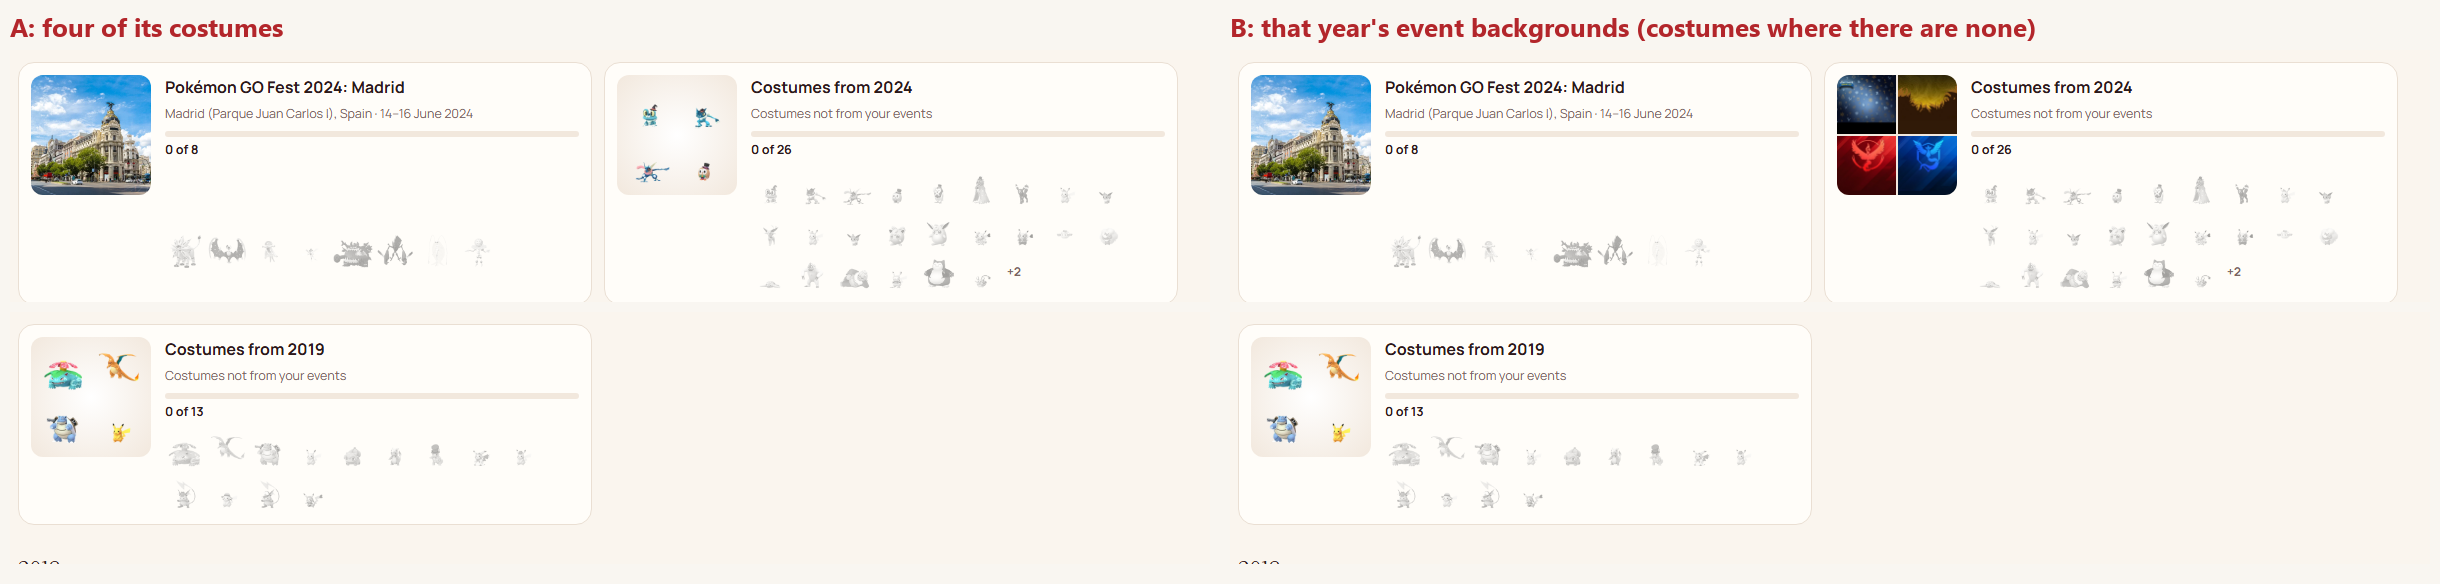 A: four of its costumes
Pokémon GO Fest 2024: Madrid
Madrid (Parque Juan Carlos I), Spain · 14–16 June 2024
0 of 8
Costumes from 2024
Costumes not from your events
0 of 26
+2
Costumes from 2019
Costumes not from your events
0 of 13
B: that year's event backgrounds (costumes where there are none)
Pokémon GO Fest 2024: Madrid
Madrid (Parque Juan Carlos I), Spain · 14–16 June 2024
0 of 8
Costumes from 2024
Costumes not from your events
0 of 26
+2
Costumes from 2019
Costumes not from your events
0 of 13